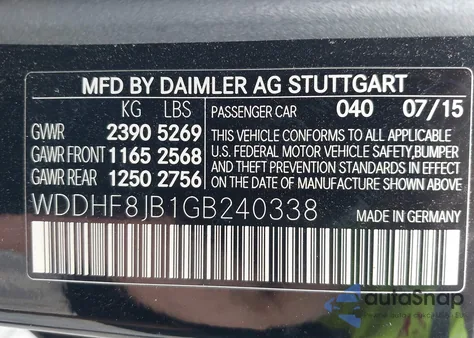 MFD BY DAIMLER AG STUTTGART
KG LBS PASSENGER CAR 040 07/15
GVWR 2390 5269 THIS VEHICLE CONFORMS TO ALL APPLICABLE
GAWR FRONT 1165 2568 U.S. FEDERAL MOTOR VEHICLE SAFETY,BUMPER
GAWR REAR 1250 2756 AND THEFT PREVENTION STANDARDS IN EFFECT
ON THE DATE OF MANUFACTURE SHOWN ABOVE.
WDDHF8JB1GB240338 MADE IN GERMANY
autoSnap